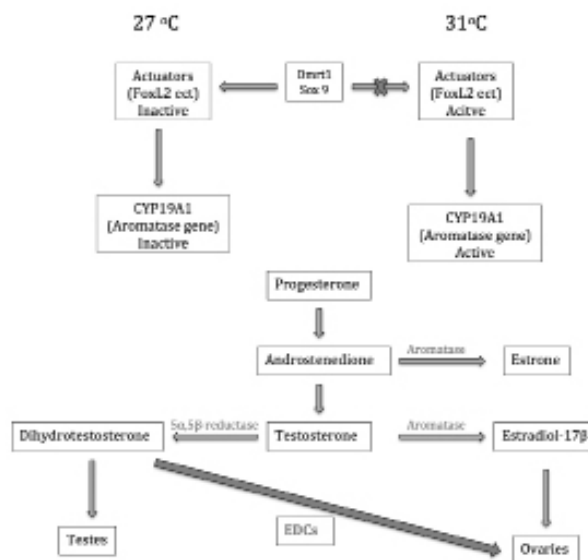 27 °C
31°C
Actuators
(FoxL2 ect)
Inactive
Dmrt1
Sox 9
Actuators
(FoxL2 ect)
Acitve
CYP19A1
(Aromatase gene)
Inactive
CYP19A1
(Aromatase gene)
Active
Progesterone
Androstenedione
Aromatase
Estrone
Dihydrotestosterone
5α,5β-reductase
Testosterone
Aromatase
Estradiol-17β
EDCs
Testes
Ovaries